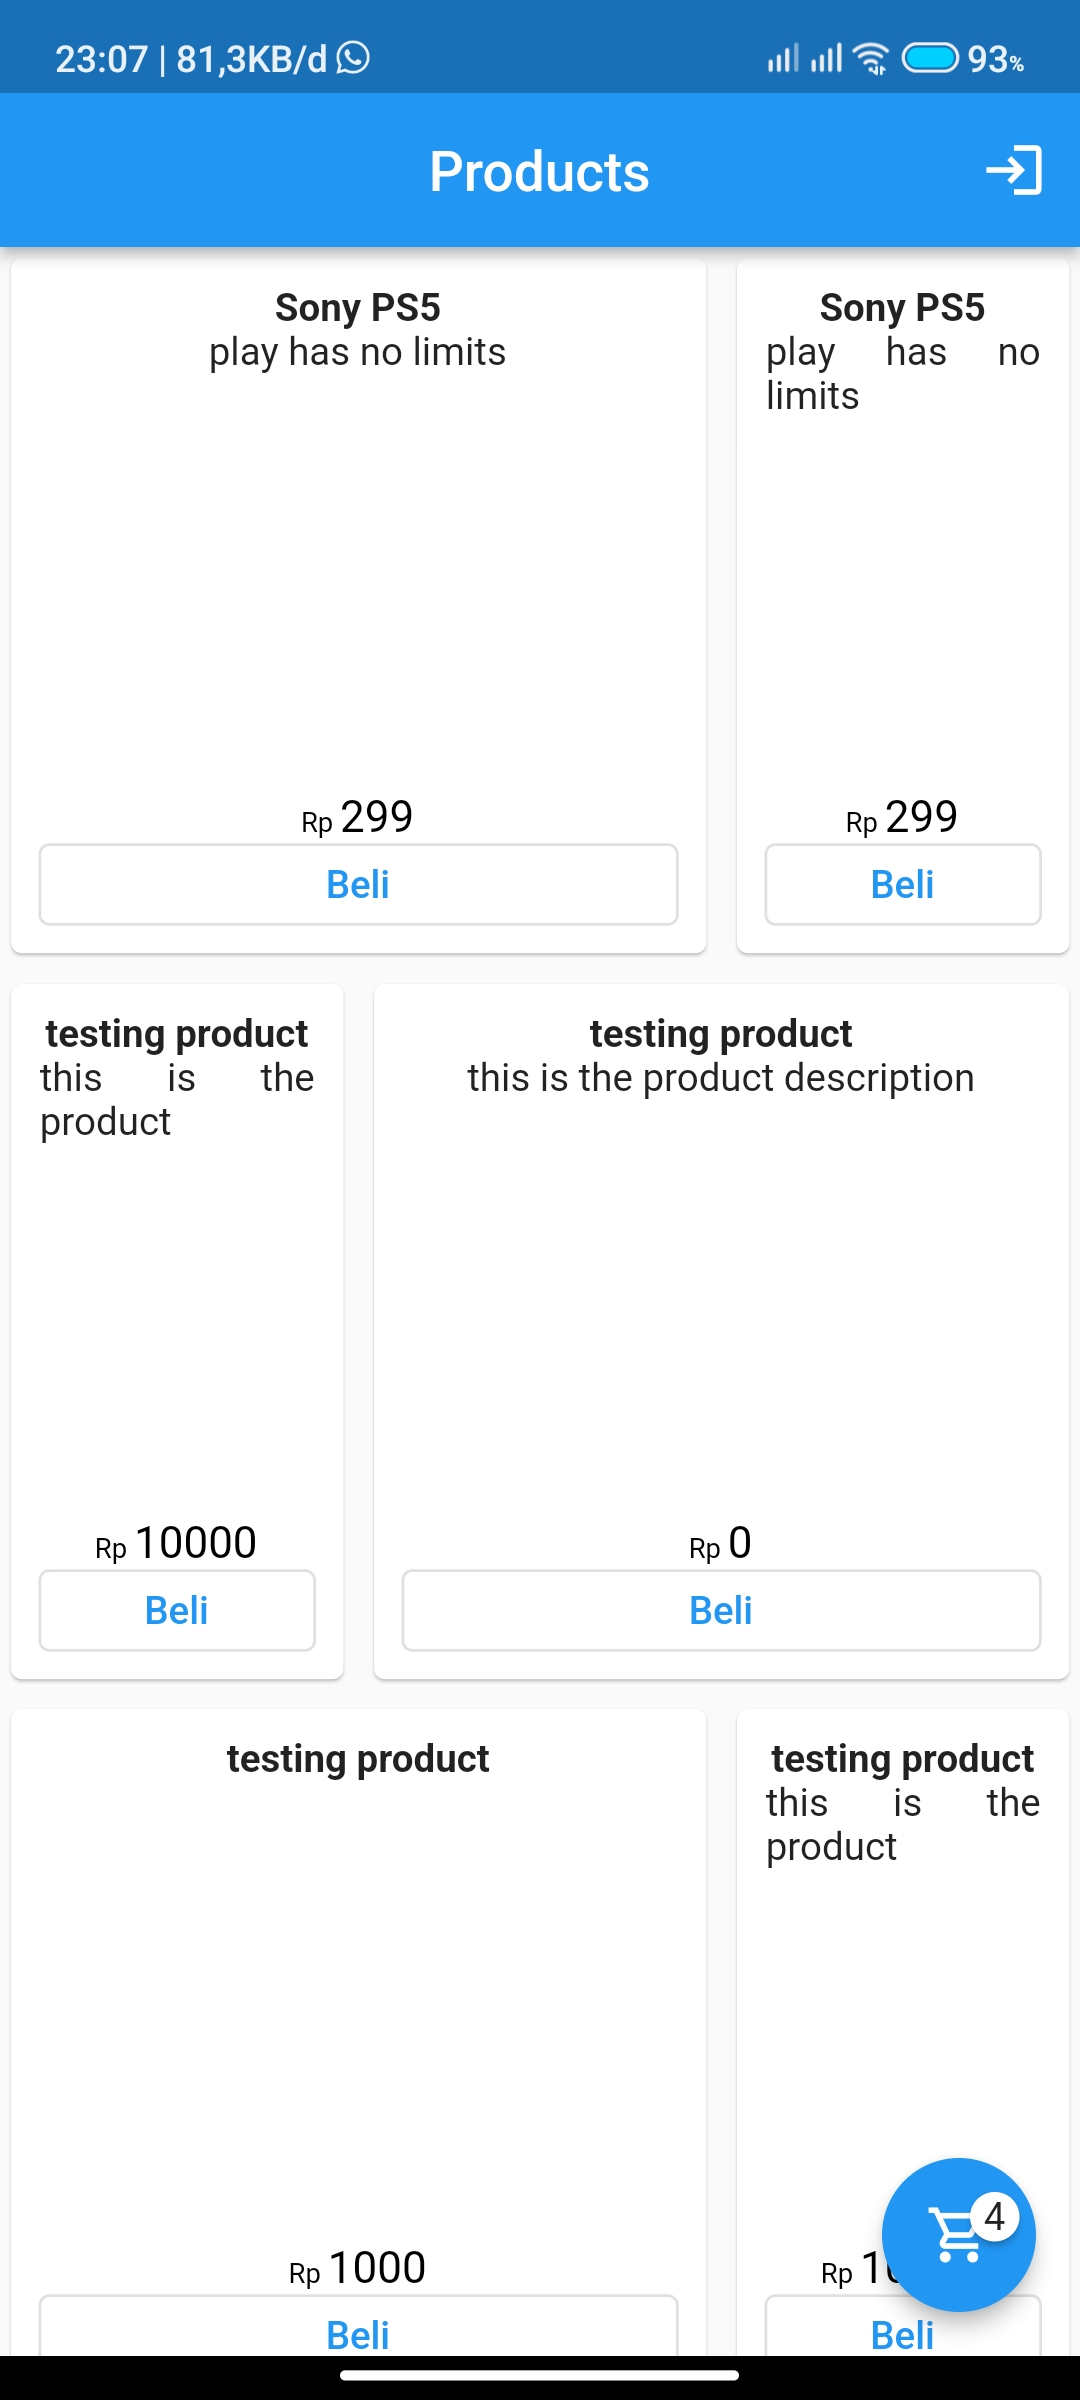 23:07 | 81,3KB/d
93%
Products
Sony PS5
play has no limits
Rp 299
Beli
Sony PS5
play has no
limits
Rp 299
Beli
testing product
this is the
product
Rp 10000
Beli
testing product
this is the product description
Rp 0
Beli
testing product
Rp 1000
Beli
testing product
this is the
product
Rp
Beli
4